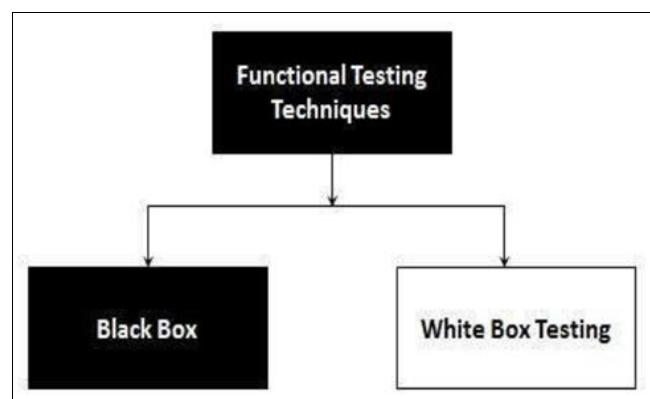 Functional Testing
Techniques
Black Box
White Box Testing